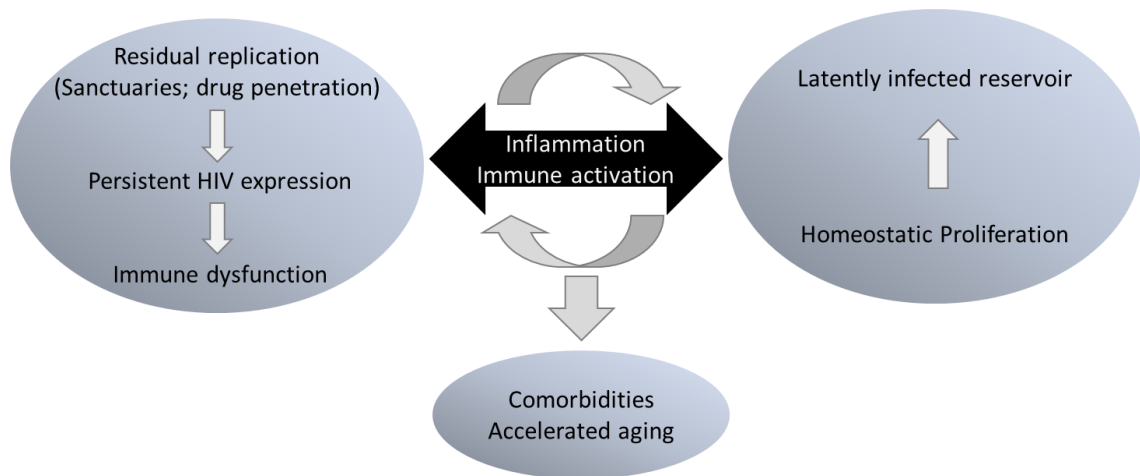 Residual replication
(Sanctuaries; drug penetration)
Persistent HIV expression
Immune dysfunction
Inflammation
Immune activation
Latently infected reservoir
Homeostatic Proliferation
Comorbidities
Accelerated aging